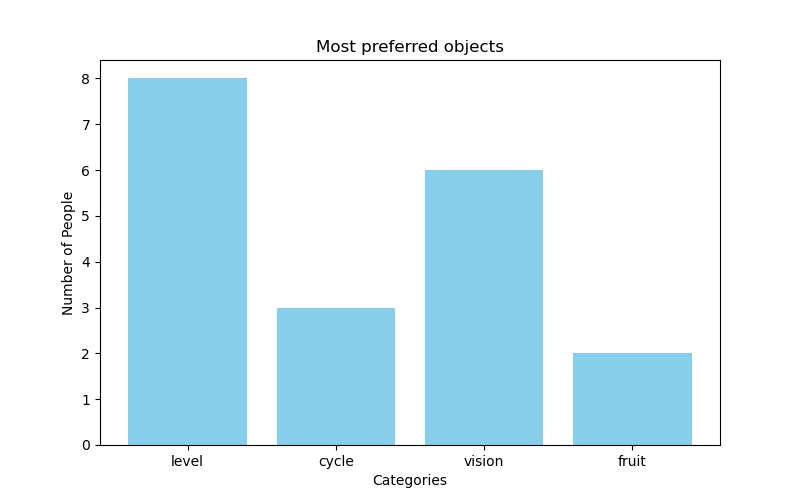 Most preferred objects
Number of People
8
7
6
5
4
3
2
1
0
level cycle vision fruit
Categories